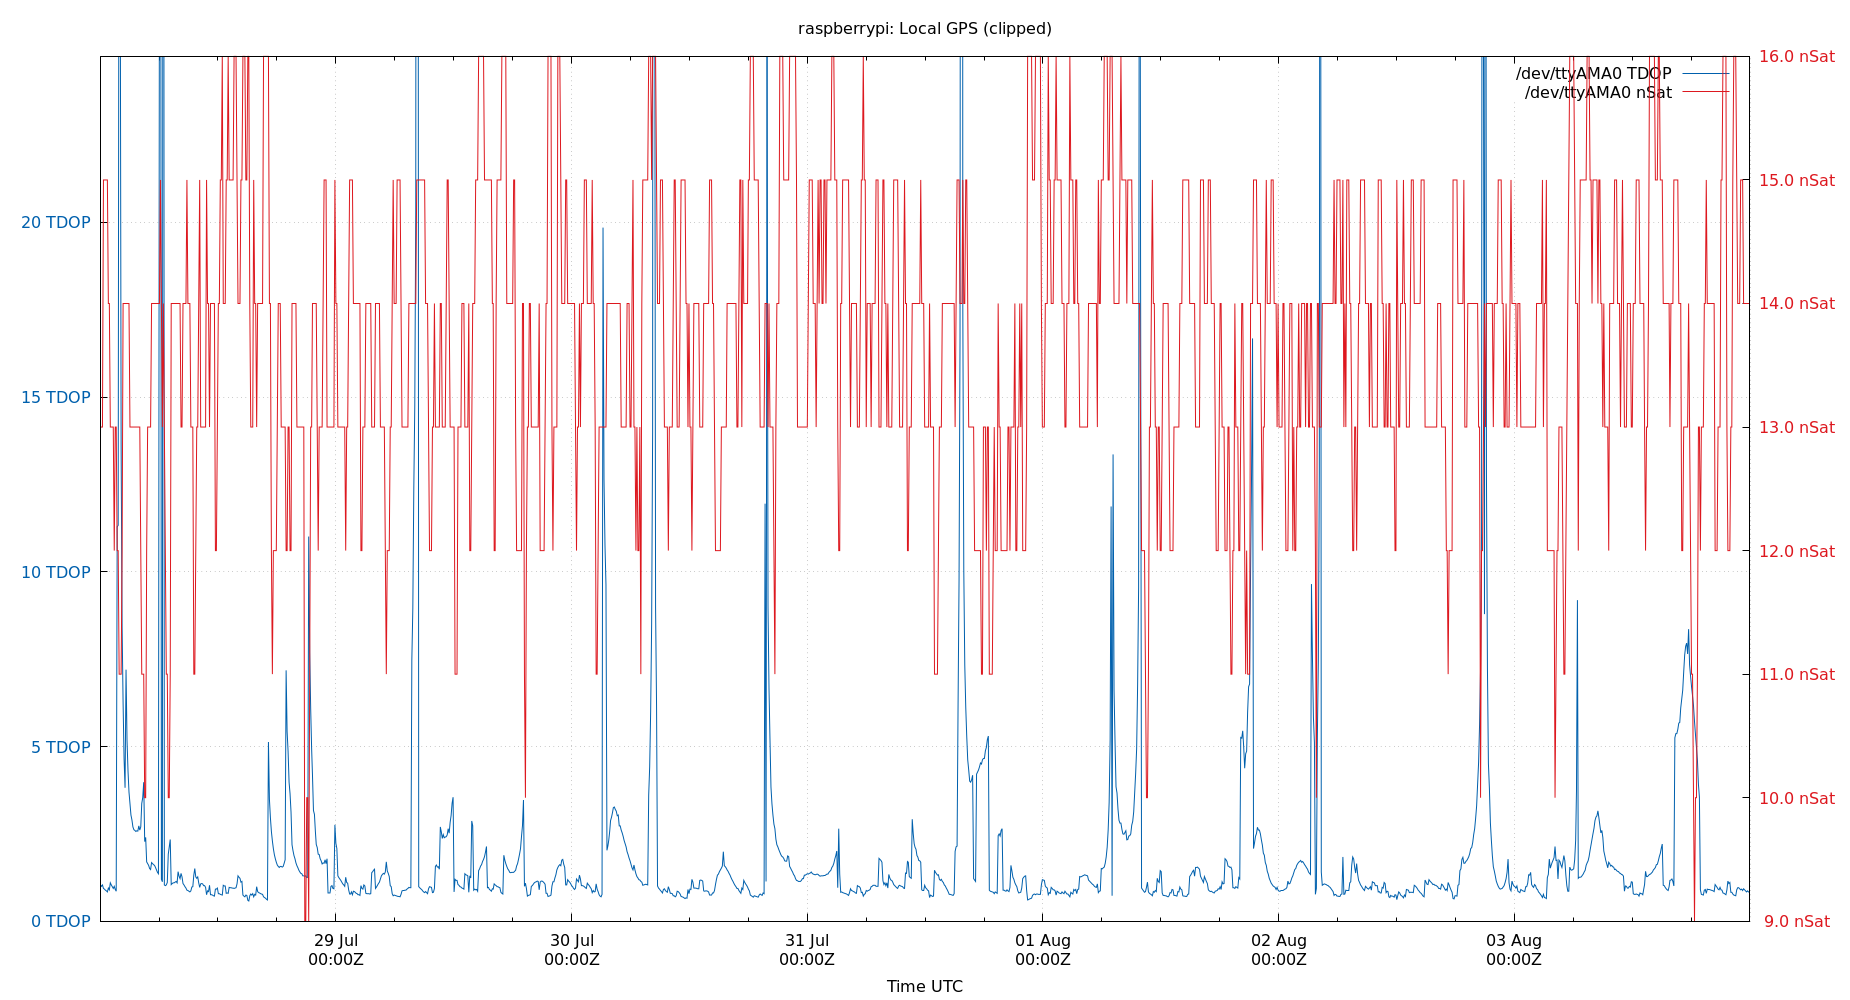 raspberrypi: Local GPS (clipped)
16.0 nSat
/dev/ttyAMA0 TDOP
/dev/ttyAMA0 nSat
15.0 nSat
20 TDOP
14.0 nSat
15 TDOP
13.0 nSat
12.0 nSat
10 TDOP
11.0 nSat
5 TDOP
10.0 nSat
0 TDOP
9.0 nSat
29 Jul
00:00Z
30 Jul
00:00Z
31 Jul
00:00Z
01 Aug
00:00Z
02 Aug
00:00Z
03 Aug
00:00Z
Time UTC